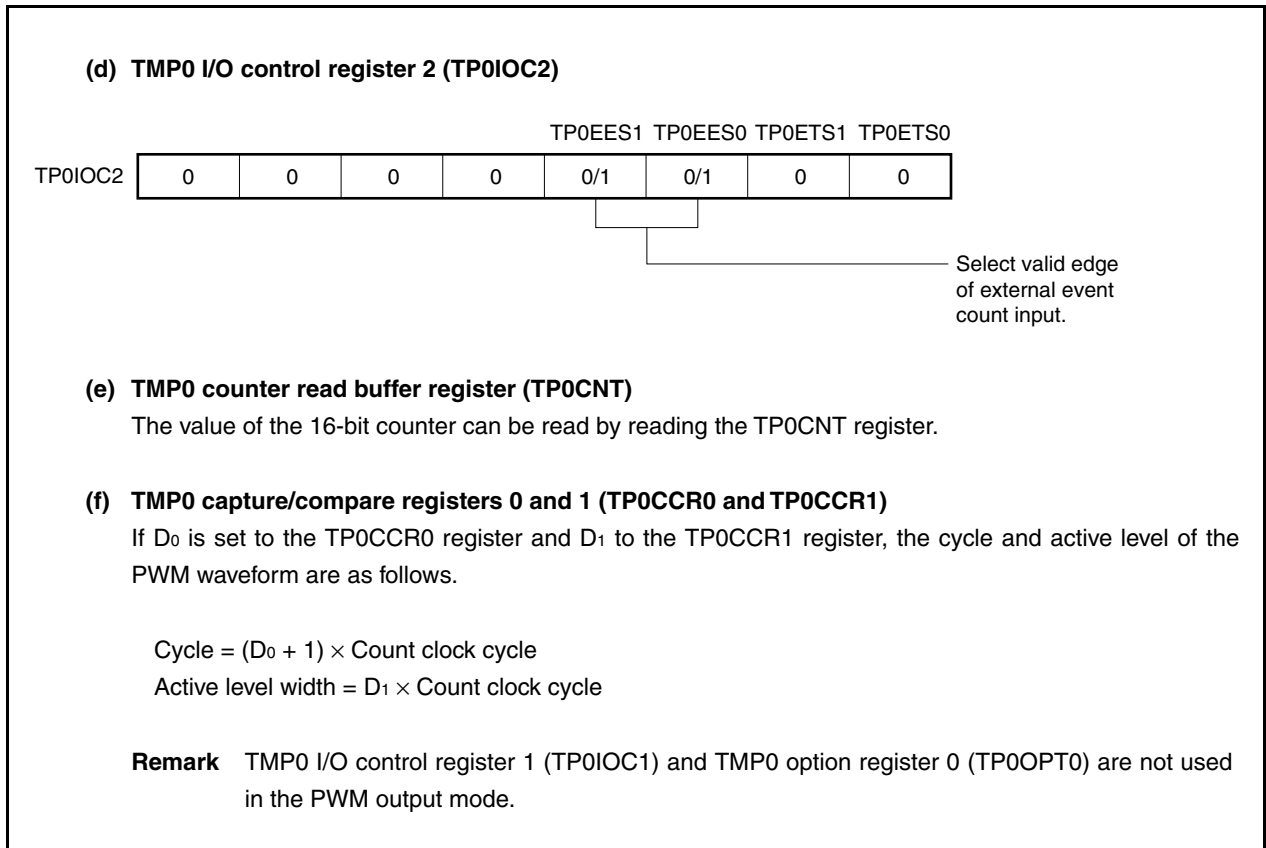 (d) TMP0 I/O control register 2 (TP0IOC2)
TP0EES1 TP0EES0 TP0ETS1 TP0ETS0
TP0IOC2 0 0 0 0 0/1 0/1 0 0
Select valid edge
of external event
count input.
(e) TMP0 counter read buffer register (TP0CNT)
The value of the 16-bit counter can be read by reading the TP0CNT register.
(f) TMP0 capture/compare registers 0 and 1 (TP0CCR0 and TP0CCR1)
If D0 is set to the TP0CCR0 register and D1 to the TP0CCR1 register, the cycle and active level of the
PWM waveform are as follows.
Cycle = (D0 + 1) × Count clock cycle
Active level width = D1 × Count clock cycle
Remark TMP0 I/O control register 1 (TP0IOC1) and TMP0 option register 0 (TP0OPT0) are not used
in the PWM output mode.